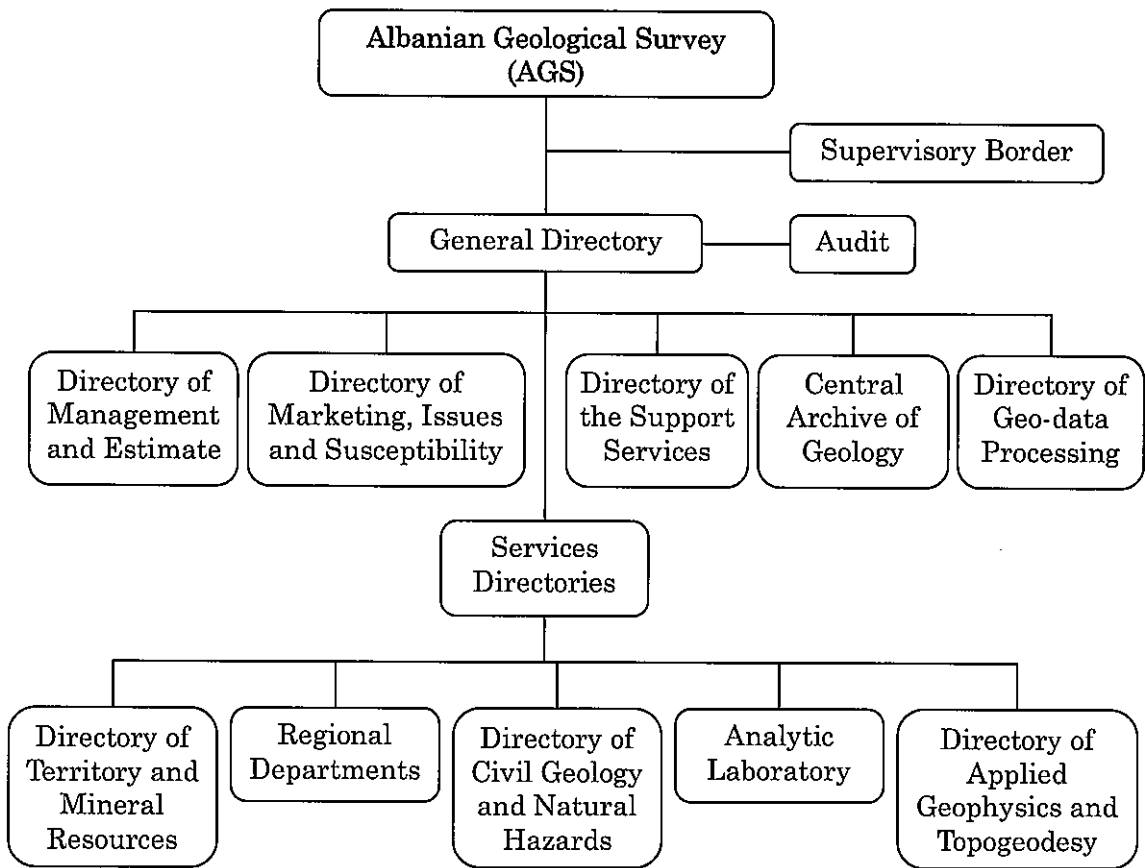 Albanian Geological Survey
(AGS)
Supervisory Border
General Directory
Audit
Directory of
Management
and Estimate
Directory of
Marketing, Issues
and Susceptibility
Directory of
the Support
Services
Central
Archive of
Geology
Directory of
Geo-data
Processing
Services
Directories
Directory of
Territory and
Mineral
Resources
Regional
Departments
Directory of
Civil Geology
and Natural
Hazards
Analytic
Laboratory
Directory of
Applied
Geophysics and
Topogeodesy